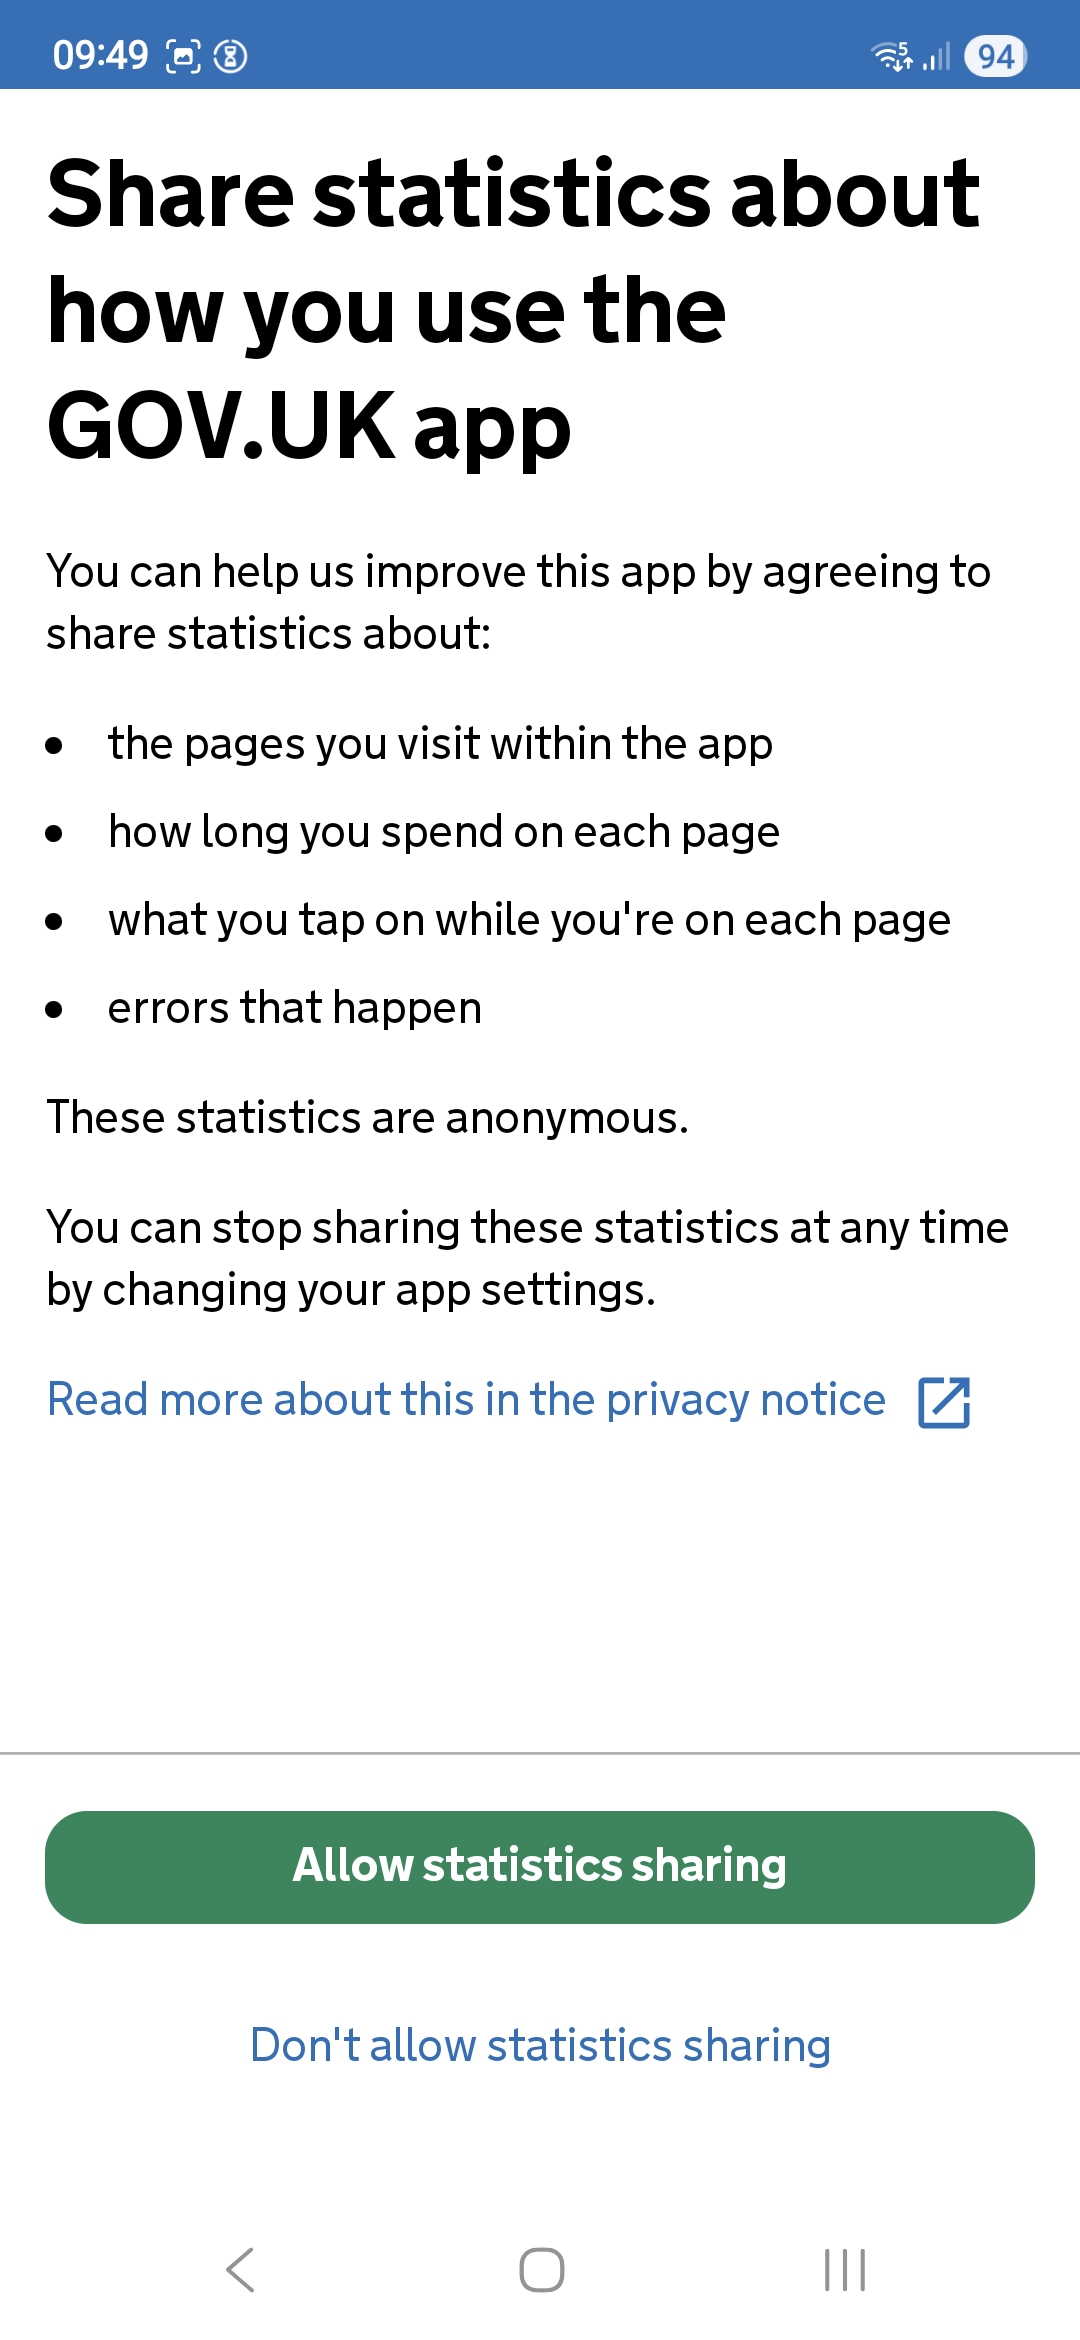 09:49
5
94
Share statistics about
how you use the
GOV.UK app
You can help us improve this app by agreeing to
share statistics about:
• the pages you visit within the app
• how long you spend on each page
• what you tap on while you're on each page
• errors that happen
These statistics are anonymous.
You can stop sharing these statistics at any time
by changing your app settings.
Read more about this in the privacy notice
Allow statistics sharing
Don't allow statistics sharing